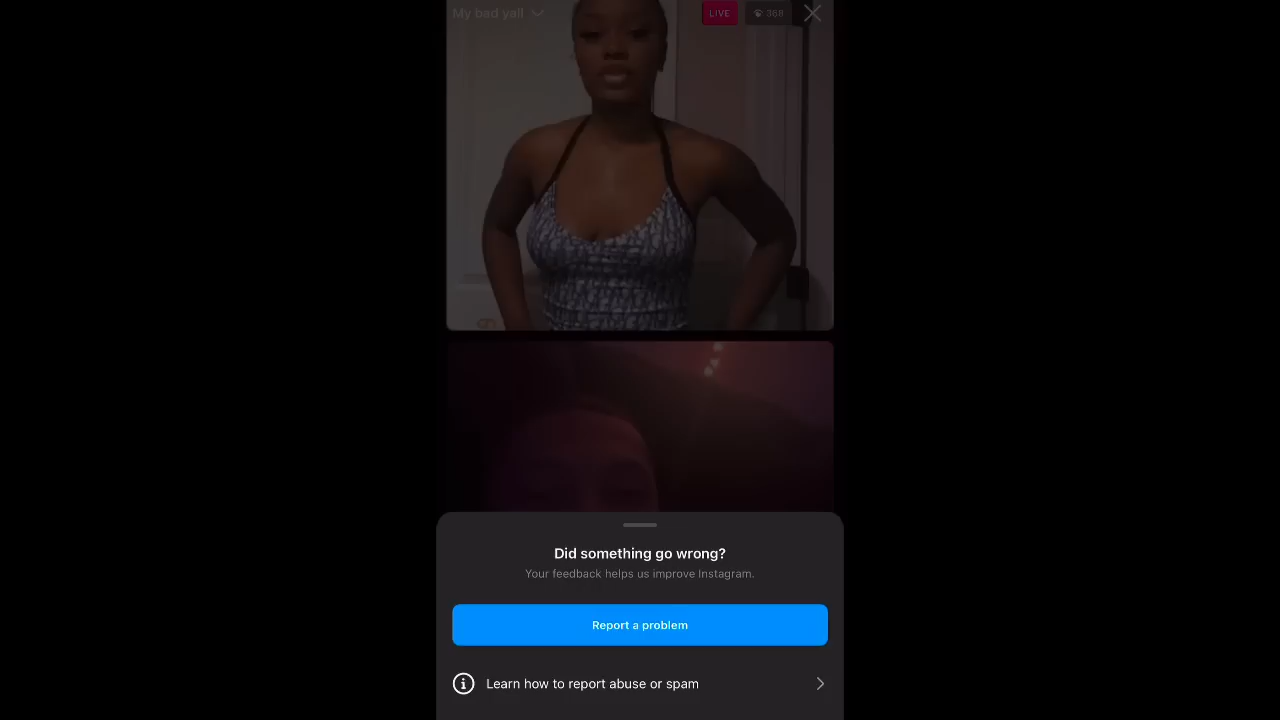 My bad yall
LIVE
368
Did something go wrong?
Your feedback helps us improve Instagram.
Report a problem
Learn how to report abuse or spam